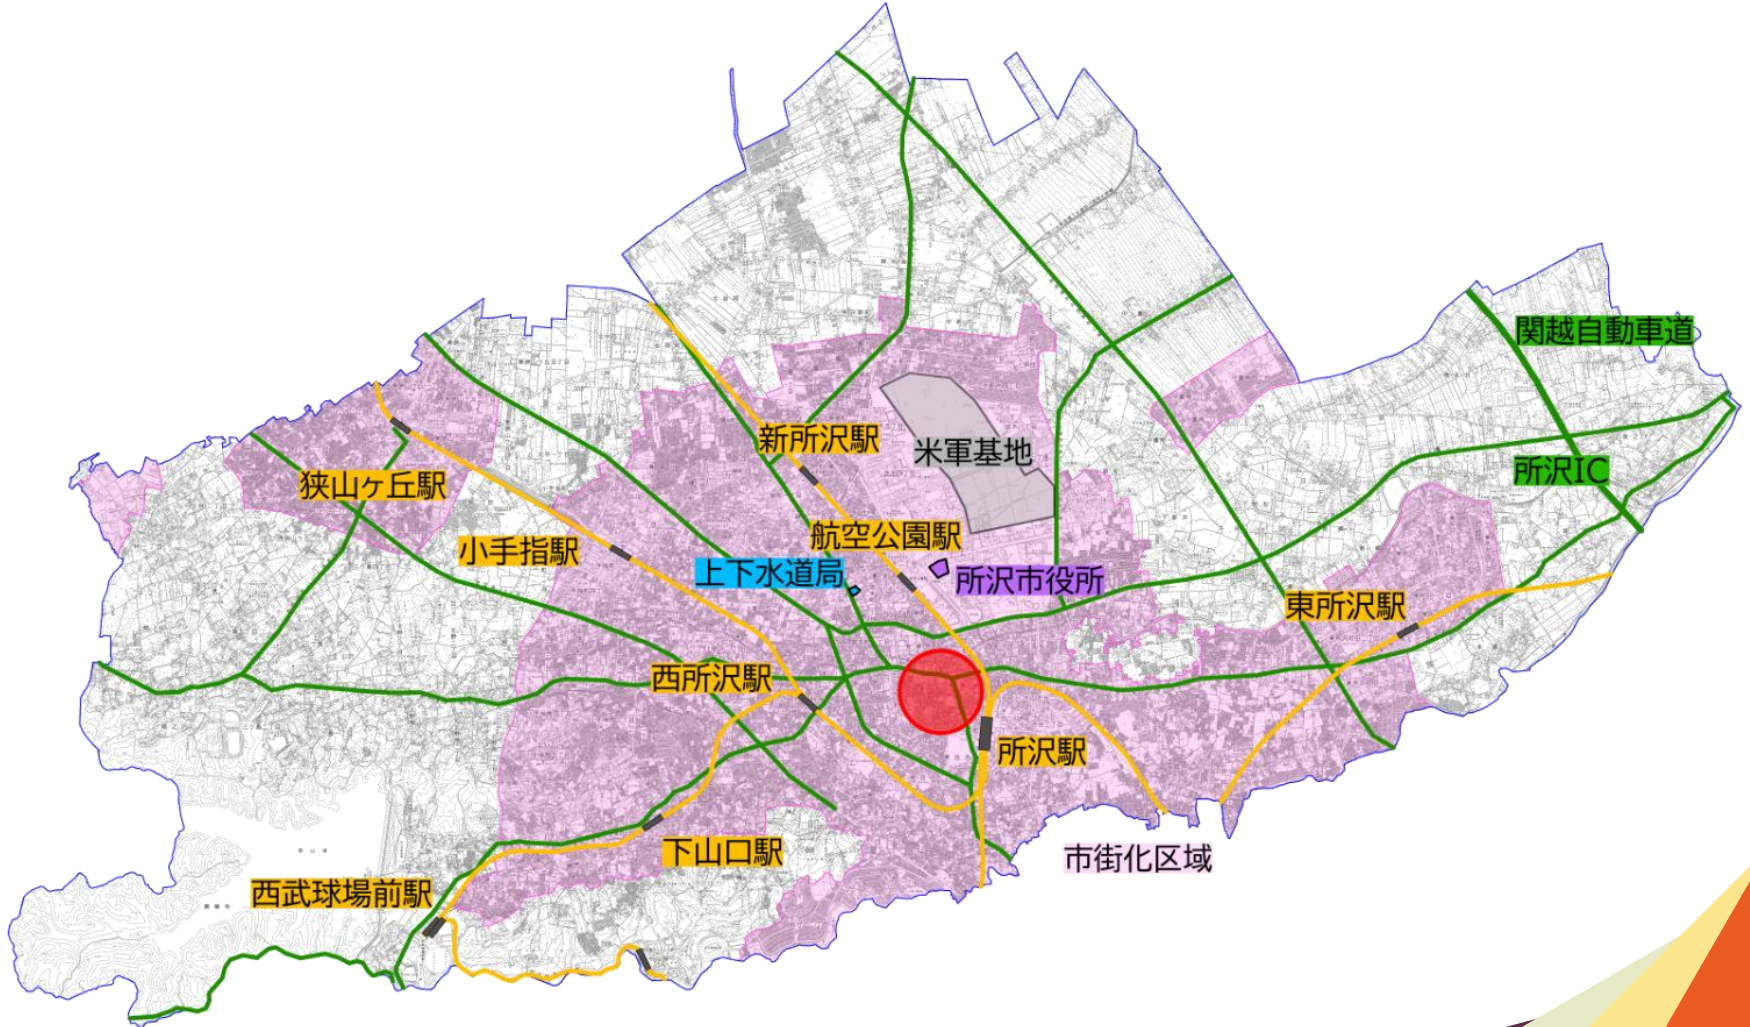 関越自動車道
新所沢駅
米軍基地
所沢IC
狭山ヶ丘駅
航空公園駅
小手指駅
上下水道局
所沢市役所
東所沢駅
西所沢駅
所沢駅
下山口駅
市街化区域
西武球場前駅